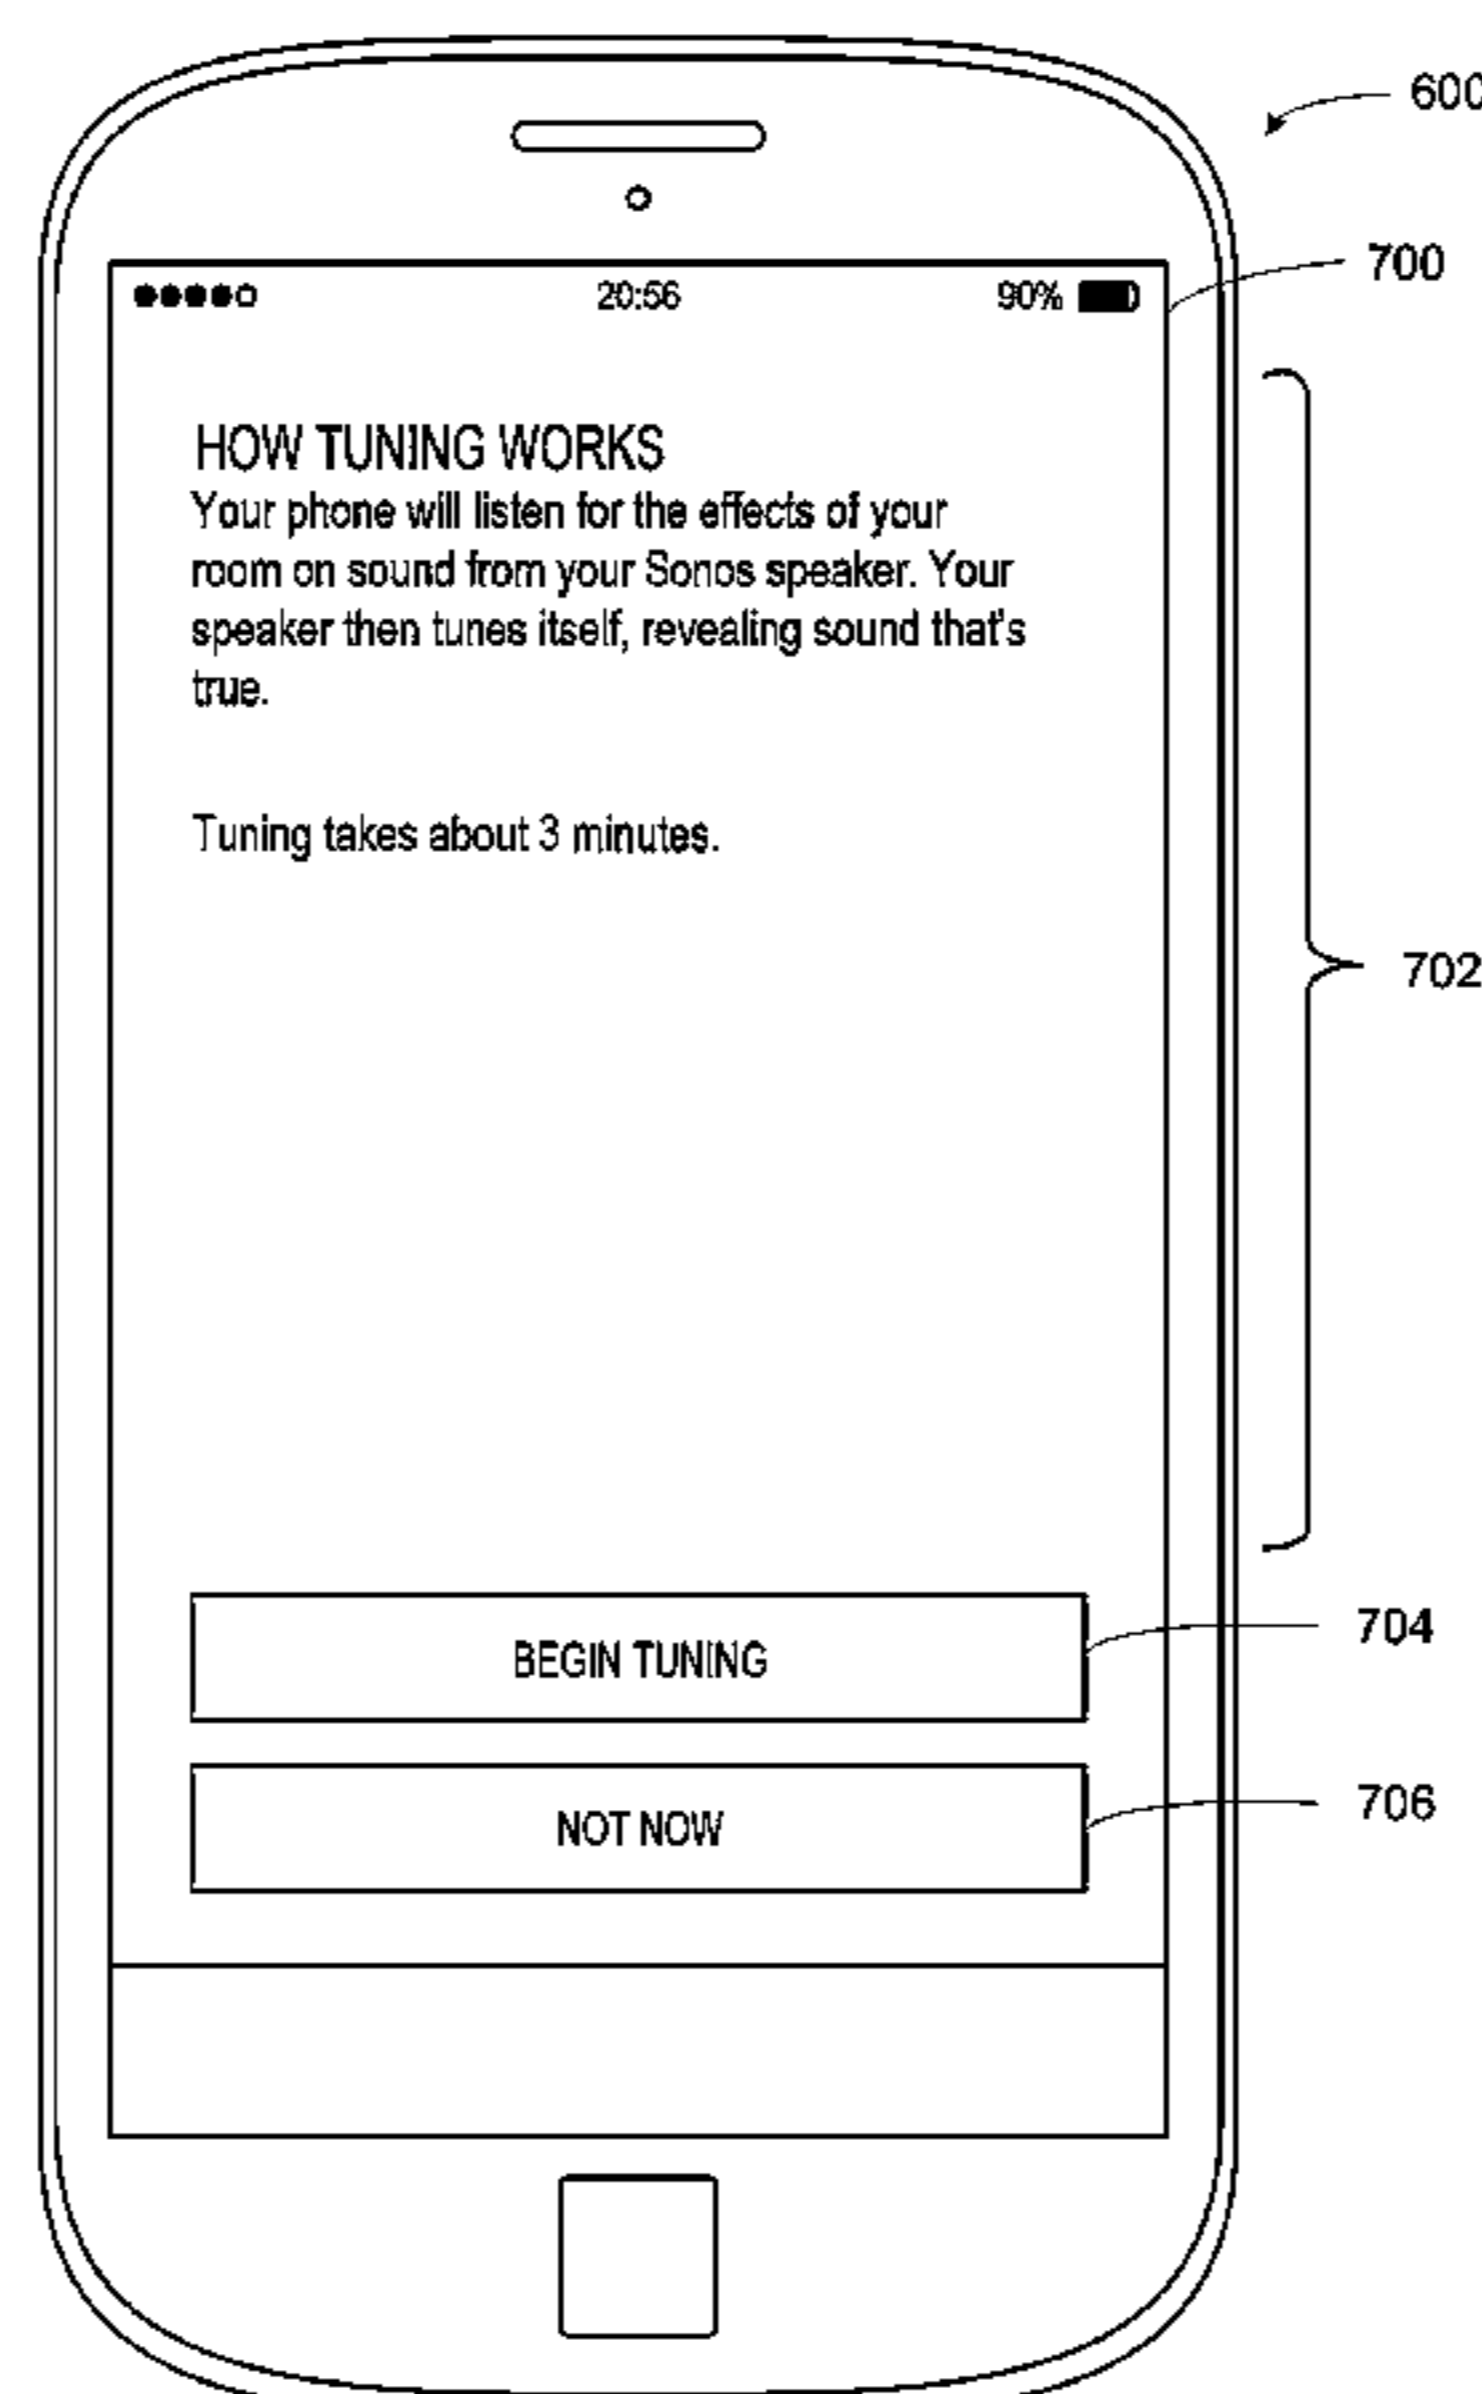 600
700
20:56
90%
HOW TUNING WORKS
Your phone will listen for the effects of your
room on sound from your Sonos speaker. Your
speaker then tunes itself, revealing sound that's
true.
Tuning takes about 3 minutes.
702
BEGIN TUNING
704
NOT NOW
706